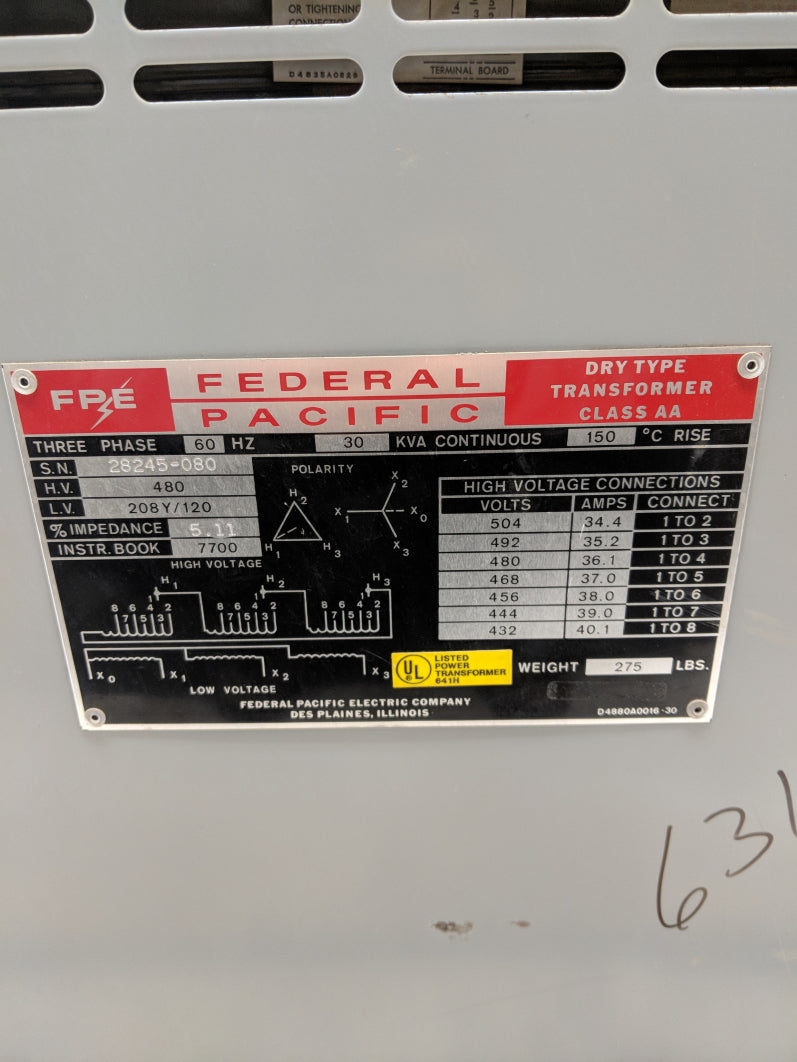 OR TIGHTENING
CONNECTION
TERMINAL BOARD
FPE
FEDERAL
PACIFIC
DRY TYPE
TRANSFORMER
CLASS AA
THREE PHASE 60 HZ 30 KVA CONTINUOUS 150 °C RISE
S.N. 28245-080
H.V. 480
L.V. 208Y/120
% IMPEDANCE 5.11
INSTR. BOOK 7700
POLARITY
H2
H1 H3
X2
X1 X0
X3
HIGH VOLTAGE CONNECTIONS
VOLTS AMPS CONNECT
504 34.4 1 TO 2
492 35.2 1 TO 3
480 36.1 1 TO 4
468 37.0 1 TO 5
456 38.0 1 TO 6
444 39.0 1 TO 7
432 40.1 1 TO 8
HIGH VOLTAGE
H1 H2 H3
1 1 1
8 6 4 2 8 6 4 2 8 6 4 2
7 5 3 7 5 3 7 5 3
X0 X1 X2 X3
LOW VOLTAGE
UL
LISTED
POWER
TRANSFORMER
641H
WEIGHT 275 LBS.
FEDERAL PACIFIC ELECTRIC COMPANY
DES PLAINES, ILLINOIS
D4880A0016-30
63